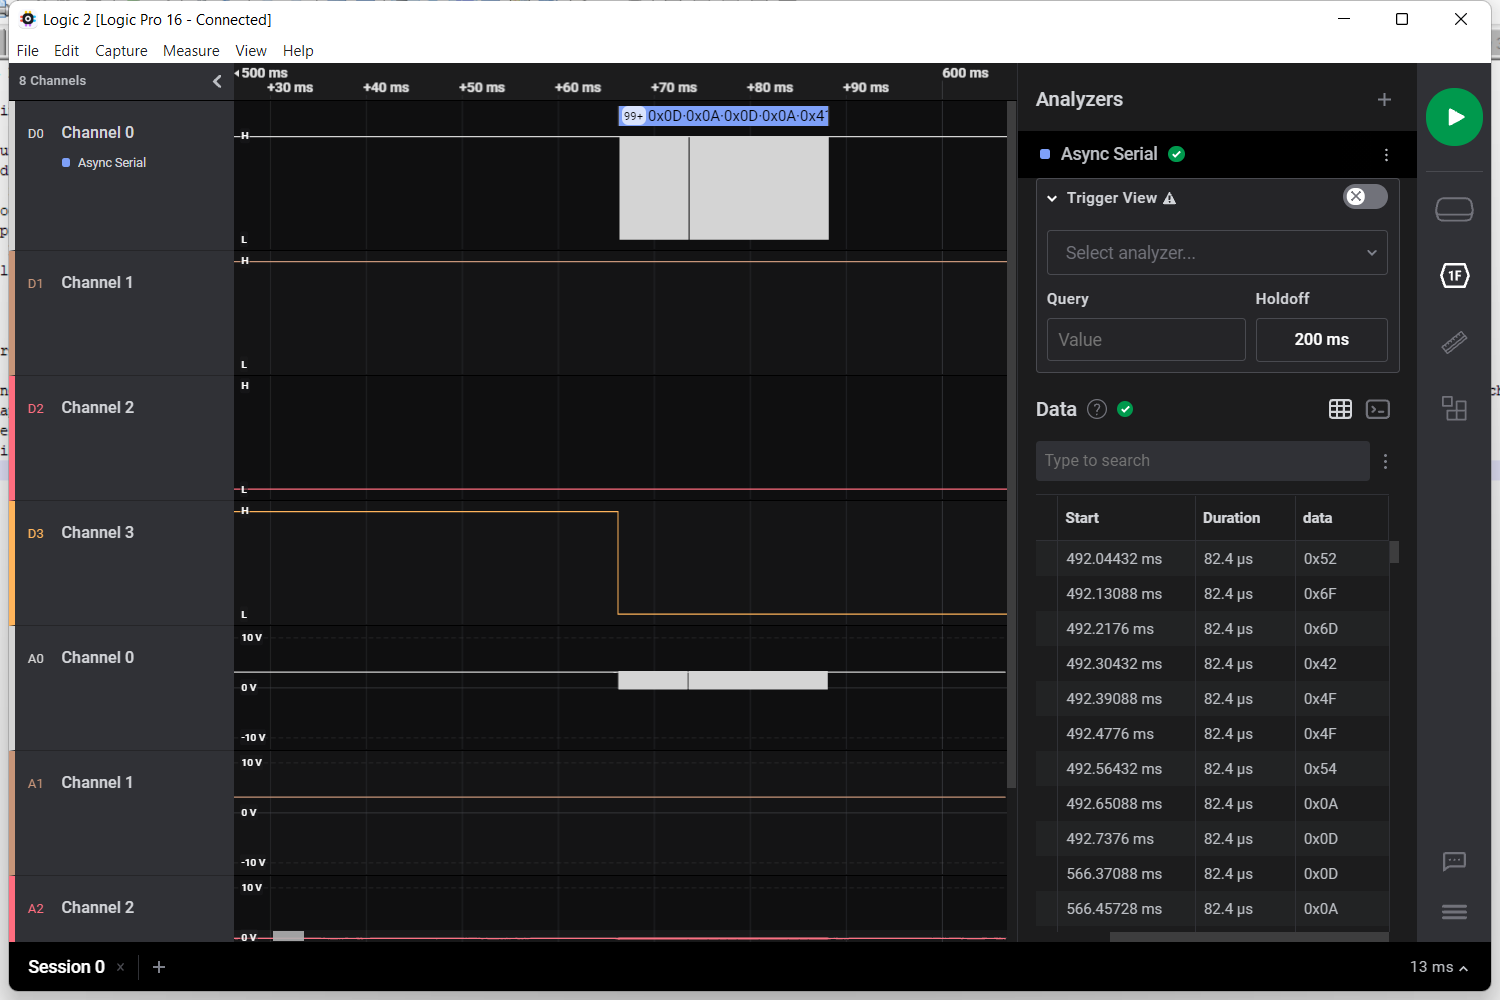 Logic 2 [Logic Pro 16 - Connected]
File Edit Capture Measure View Help
8 Channels
500 ms 600 ms
+30 ms +40 ms +50 ms +60 ms +70 ms +80 ms +90 ms
D0 Channel 0
Async Serial
H
L
99+ 0x0D·0x0A·0x0D·0x0A·0x4
D1 Channel 1
H
L
D2 Channel 2
H
L
D3 Channel 3
H
L
A0 Channel 0
10 V
0 V
-10 V
A1 Channel 1
10 V
0 V
-10 V
A2 Channel 2
10 V
0 V
Analyzers
Async Serial
Trigger View
Select analyzer...
Query Holdoff
Value 200 ms
1F
Data ?
Type to search
Start Duration data
492.04432 ms 82.4 μs 0x52
492.13088 ms 82.4 μs 0x6F
492.2176 ms 82.4 μs 0x6D
492.30432 ms 82.4 μs 0x42
492.39088 ms 82.4 μs 0x4F
492.4776 ms 82.4 μs 0x4F
492.56432 ms 82.4 μs 0x54
492.65088 ms 82.4 μs 0x0A
492.7376 ms 82.4 μs 0x0D
566.37088 ms 82.4 μs 0x0D
566.45728 ms 82.4 μs 0x0A
Session 0 × +
13 ms